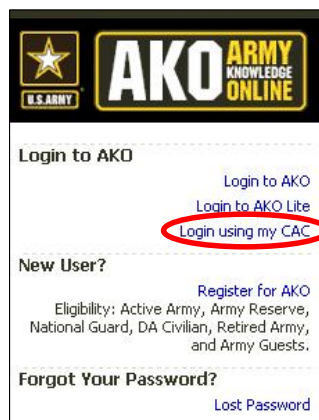 U.S.ARMY
AKO ARMY KNOWLEDGE ONLINE
Login to AKO
Login to AKO
Login to AKO Lite
Login using my CAC
New User?
Register for AKO
Eligibility: Active Army, Army Reserve,
National Guard, DA Civilian, Retired Army,
and Army Guests.
Forgot Your Password?
Lost Password